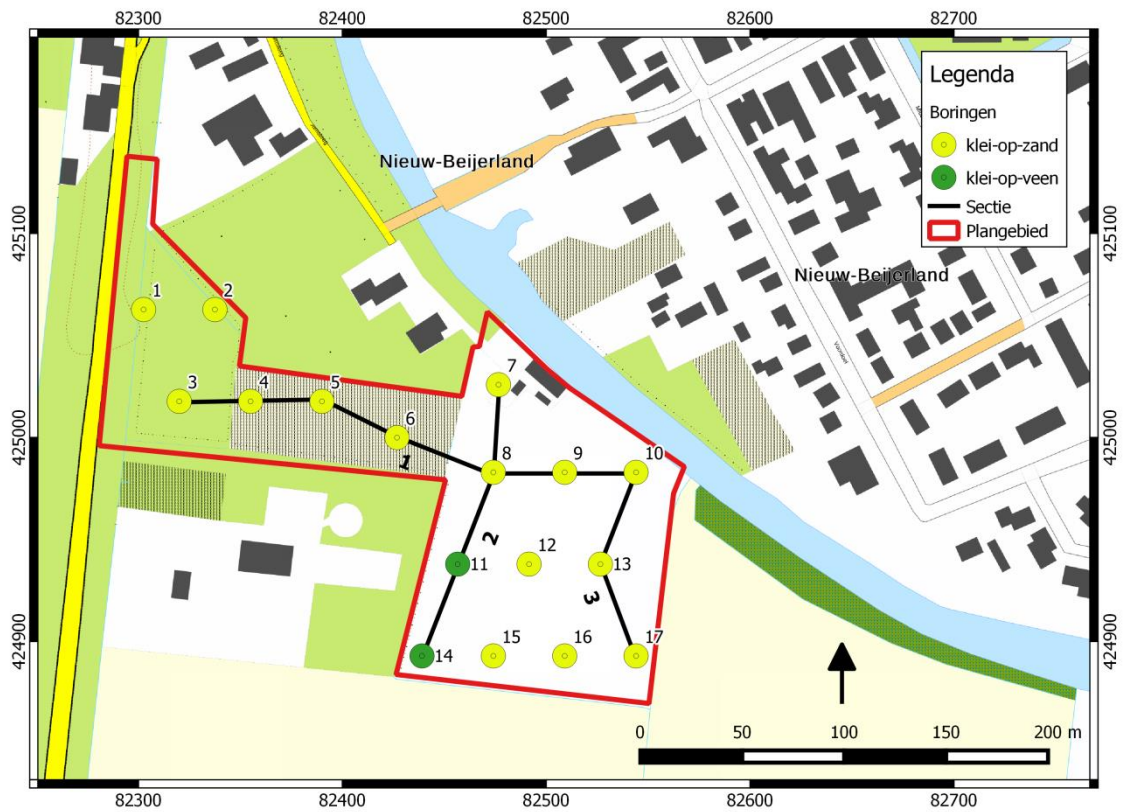 82300 82400 82500 82600 82700
Legenda
Boringen
klei-op-zand
klei-op-veen
Sectie
Plangebied
Nieuw-Beijerland
425100 425100
Nieuw-Beijerland
1 2
7
3 4 5
6
425000 425000
1
8 9 10
2
11 12 13
3
14 15 16 17
424900 424900
0 50 100 150 200 m
82300 82400 82500 82600 82700